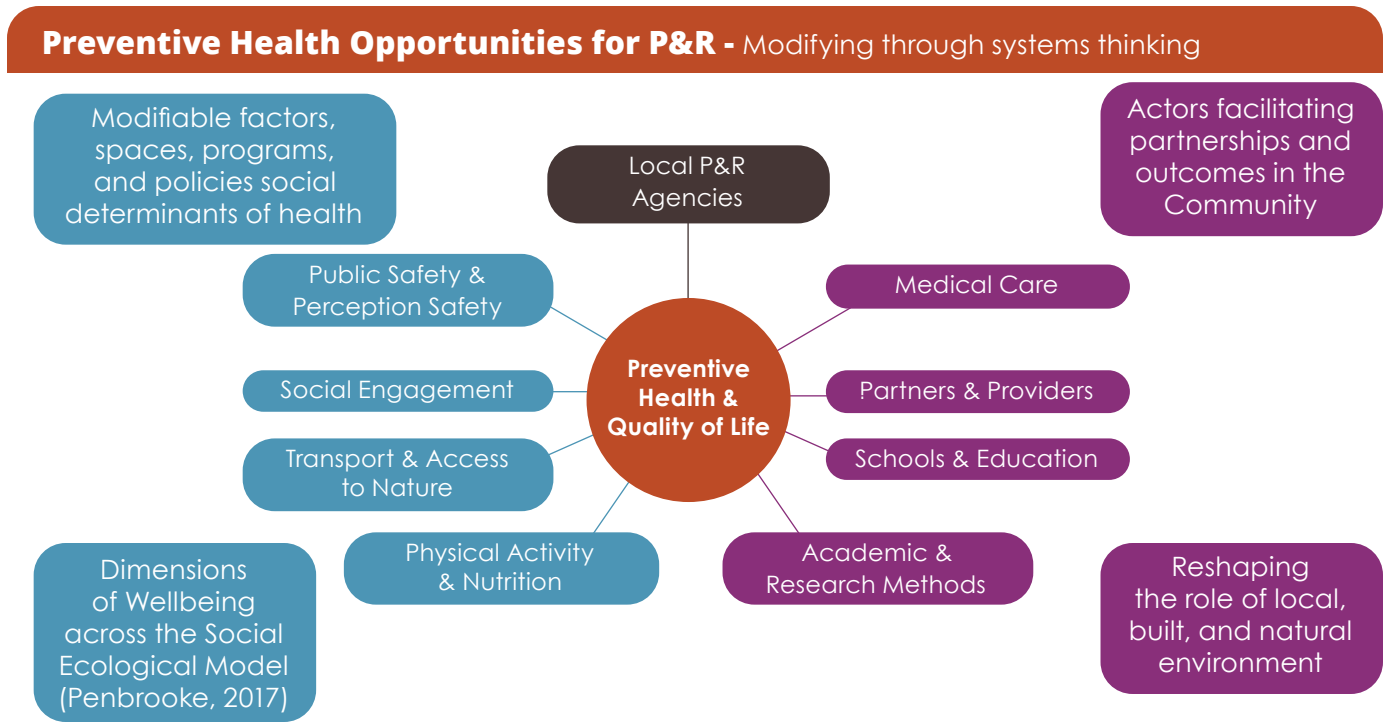 Preventive Health Opportunities for P&R - Modifying through systems thinking
Modifiable factors,
spaces, programs,
and policies social
determinants of health
Local P&R
Agencies
Actors facilitating
partnerships and
outcomes in the
Community
Public Safety &
Perception Safety
Social Engagement
Transport & Access
to Nature
Physical Activity
& Nutrition
Preventive
Health &
Quality of Life
Medical Care
Partners & Providers
Schools & Education
Academic &
Research Methods
Dimensions
of Wellbeing
across the Social
Ecological Model
(Penbrooke, 2017)
Reshaping
the role of local,
built, and natural
environment